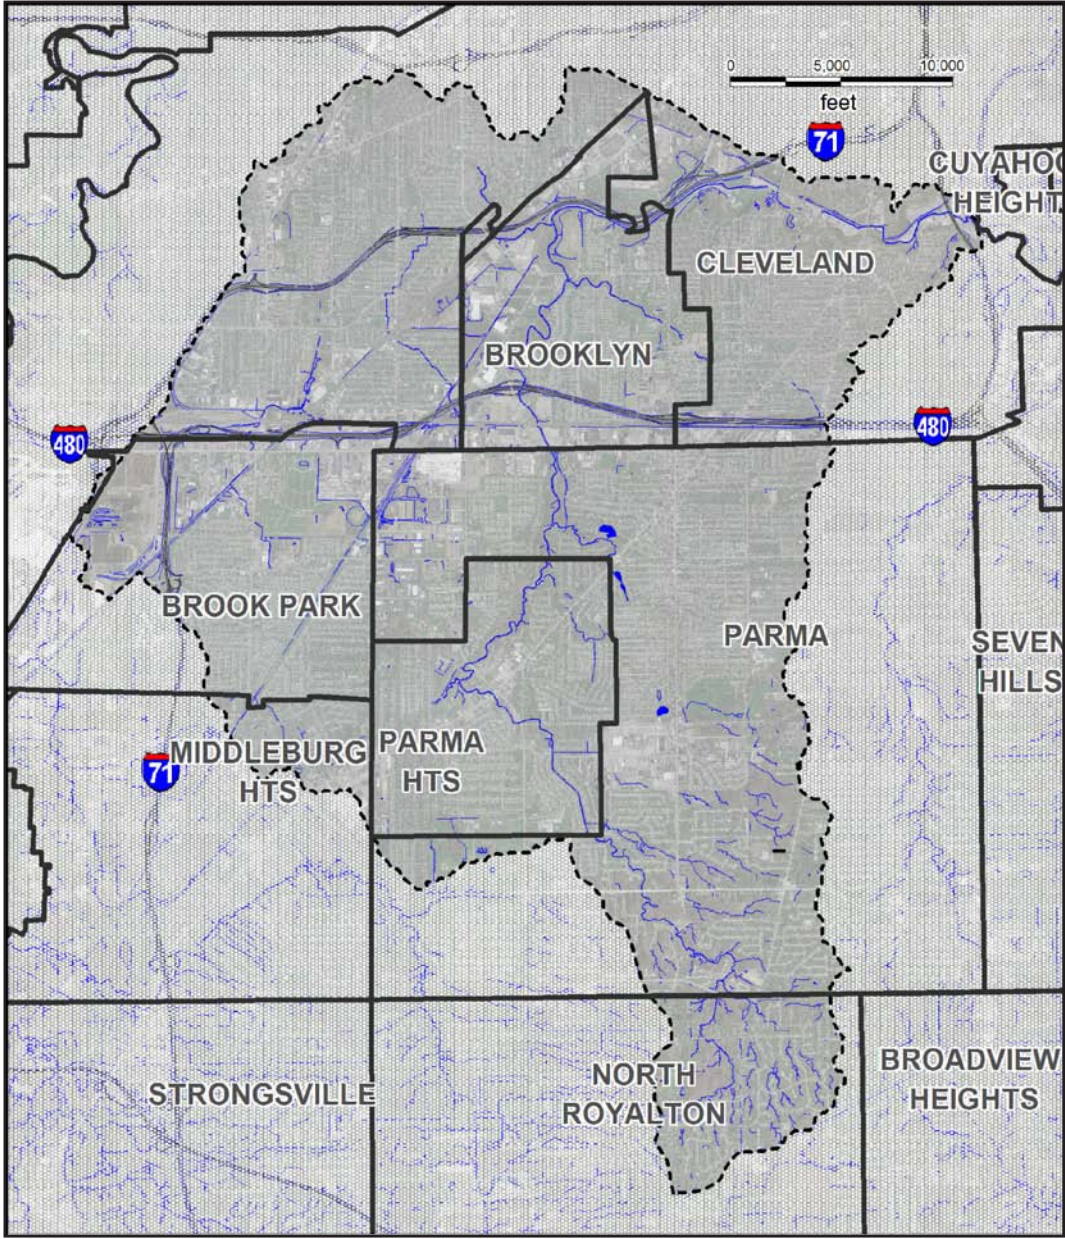 0 5,000 10,000
feet
71
CUYAHO
HEIGHT
CLEVELAND
BROOKLYN
480
480
BROOK PARK
PARMA
SEVEN
HILLS
71
MIDDLEBURG
HTS
PARMA
HTS
NORTH
ROYALTON
BROADVIEW
HEIGHTS
STRONGSVILLE